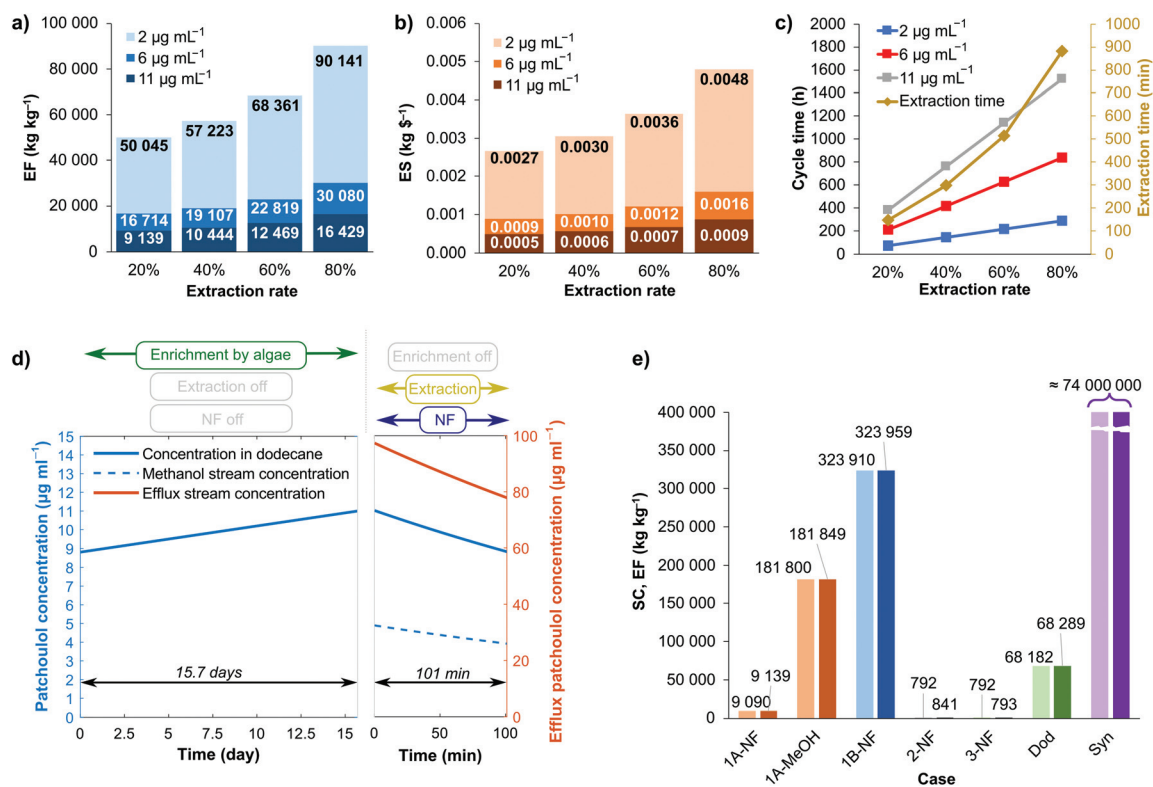 a)
EF (kg kg⁻¹)
100 000
80 000
60 000
40 000
20 000
0
2 µg mL⁻¹
6 µg mL⁻¹
11 µg mL⁻¹
50 045
57 223
68 361
90 141
16 714
19 107
22 819
30 080
9 139
10 444
12 469
16 429
20% 40% 60% 80%
Extraction rate
b)
ES (kg $⁻¹)
0.006
0.005
0.004
0.003
0.002
0.001
0.000
2 µg mL⁻¹
6 µg mL⁻¹
11 µg mL⁻¹
0.0027
0.0030
0.0036
0.0048
0.0009
0.0010
0.0012
0.0016
0.0005
0.0006
0.0007
0.0009
20% 40% 60% 80%
Extraction rate
c)
Cycle time (h)
2000
1800
1600
1400
1200
1000
800
600
400
200
0
2 µg mL⁻¹
6 µg mL⁻¹
11 µg mL⁻¹
Extraction time
1000
900
800
700
600
500
400
300
200
100
0
Extraction time (min)
20% 40% 60% 80%
Extraction rate
d)
Enrichment by algae
Extraction off
NF off
Enrichment off
Extraction
NF
Patchoulol concentration (µg ml⁻¹)
15
14
13
12
11
10
9
8
7
6
5
4
3
2
1
0
Concentration in dodecane
Methanol stream concentration
Efflux stream concentration
15.7 days
101 min
0 2.5 5 7.5 10 12.5 15
Time (day)
0 50 100
Time (min)
100
80
60
40
20
0
Efflux patchoulol concentration (µg ml⁻¹)
e)
SC, EF (kg kg⁻¹)
400 000
350 000
300 000
250 000
200 000
150 000
100 000
50 000
0
≈ 74 000 000
9 090
9 139
181 800
181 849
323 910
323 959
792
841
792
793
68 182
68 289
1A-NF
1A-MeOH
1B-NF
2-NF
3-NF
Dod
Syn
Case